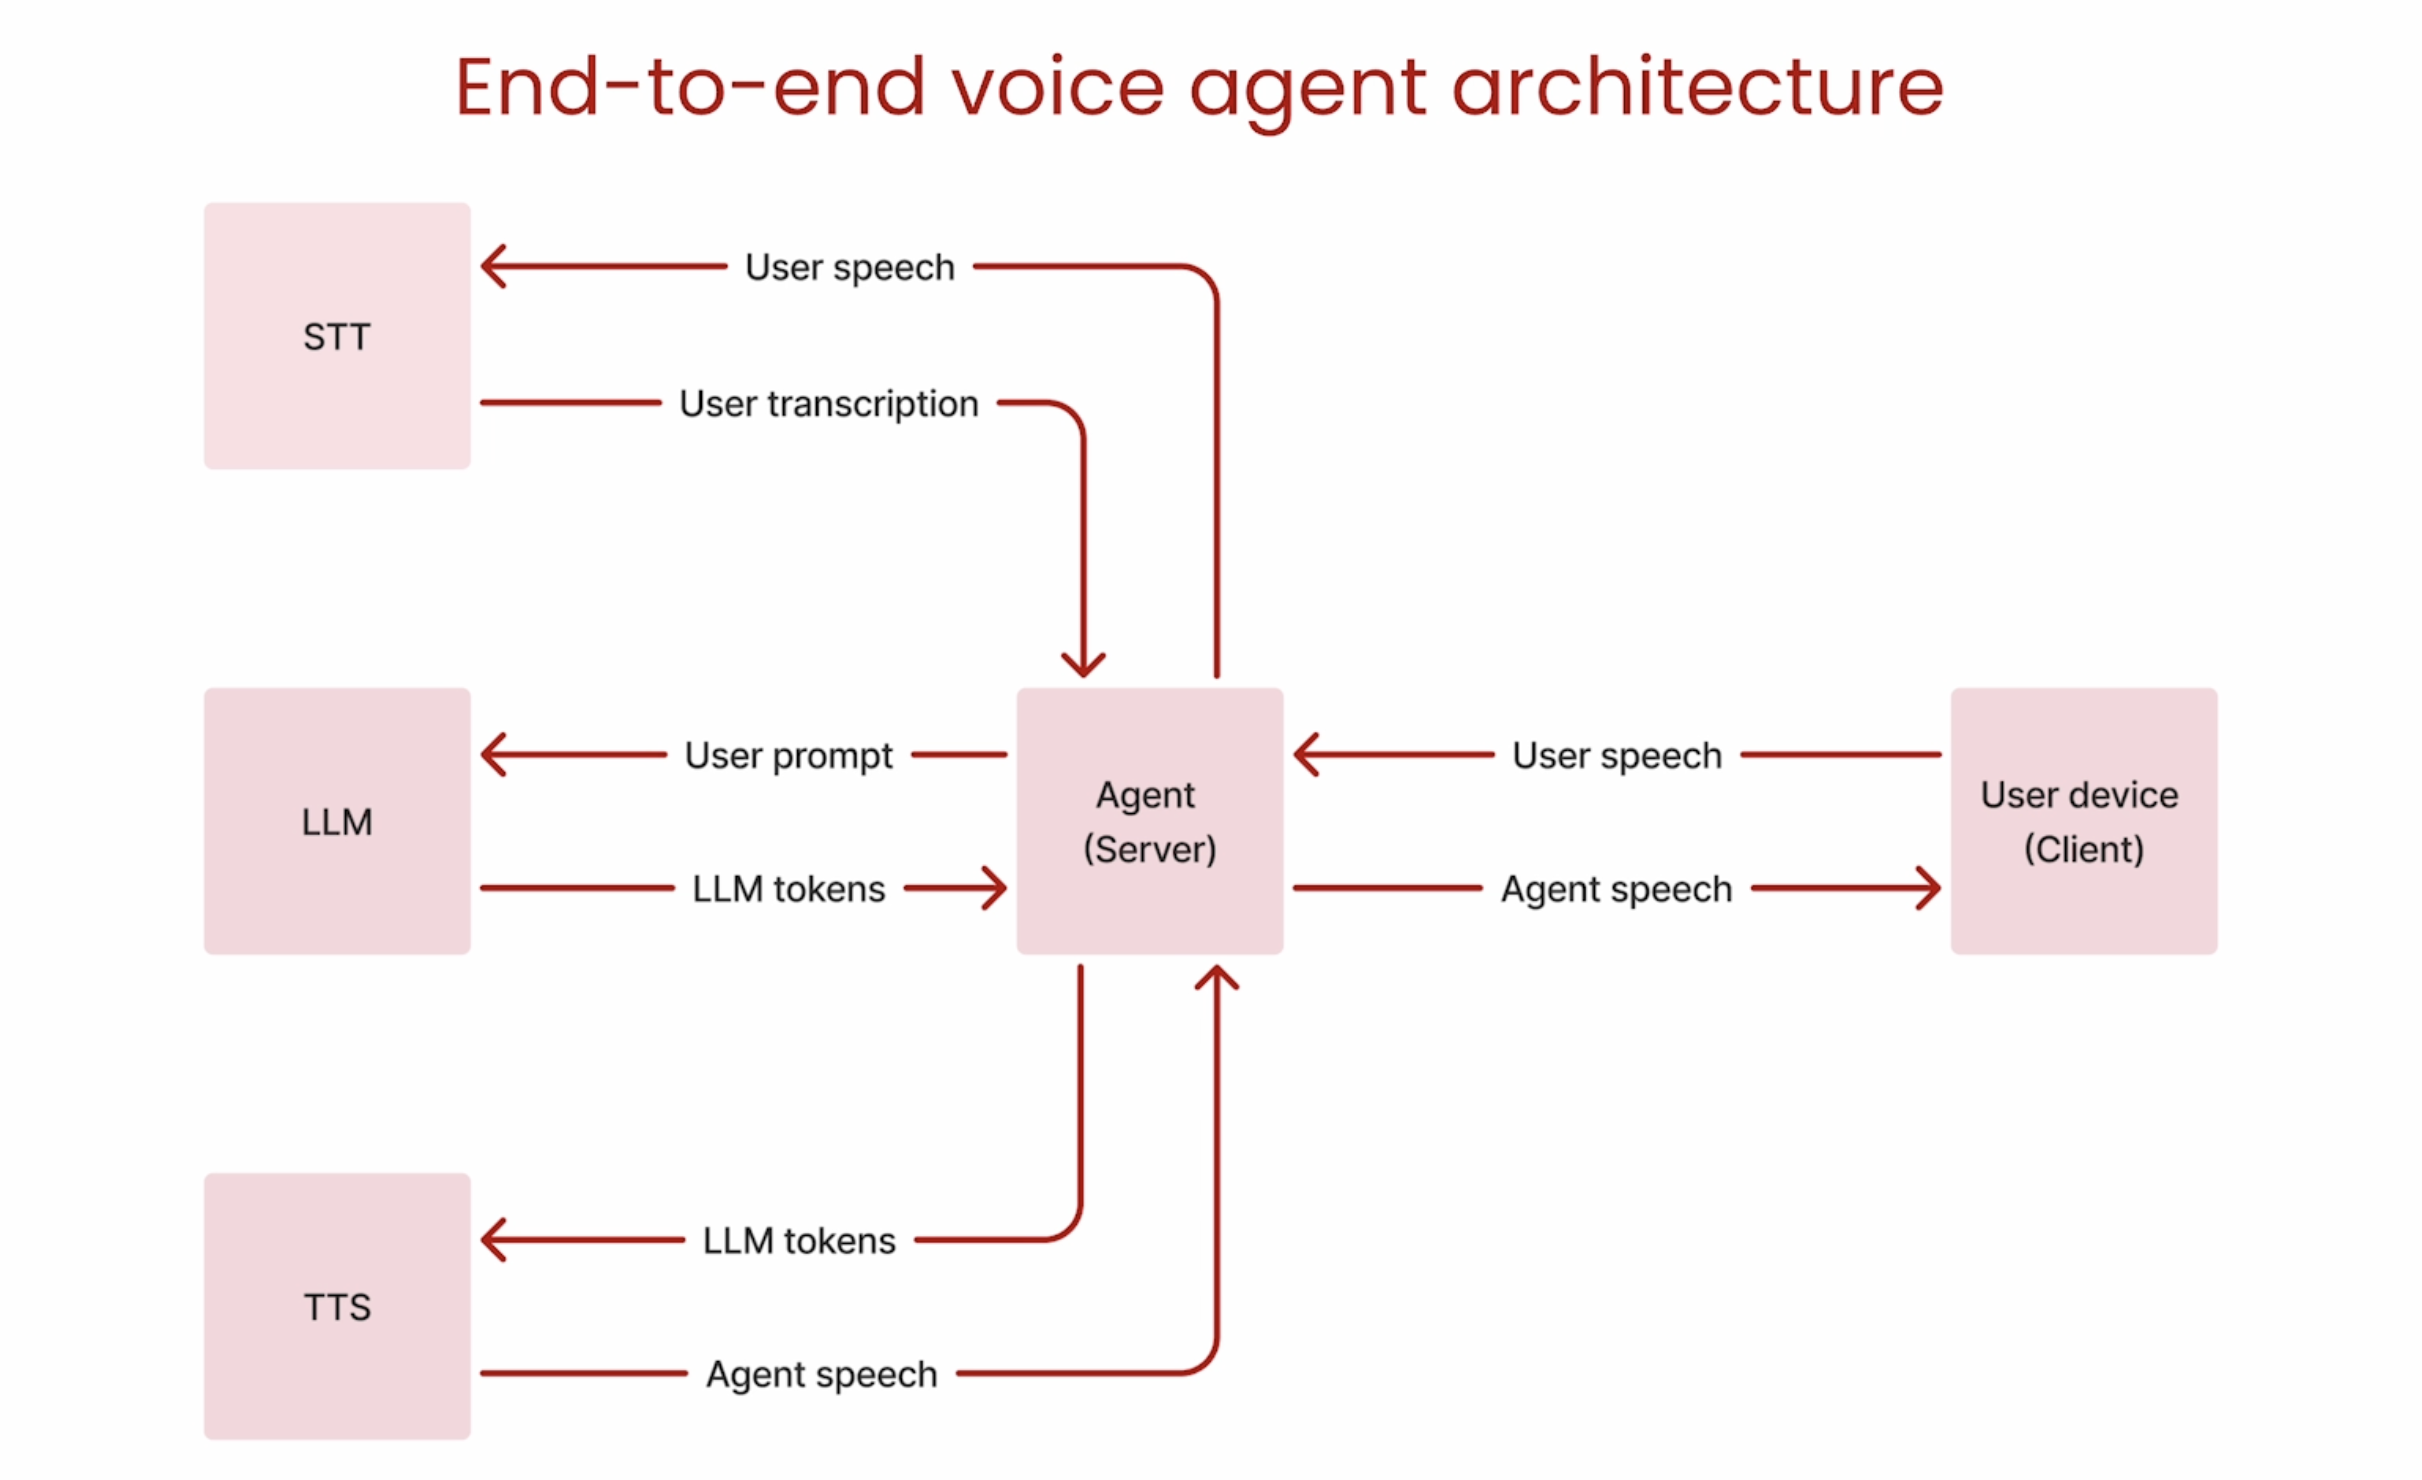 End-to-end voice agent architecture
User speech
STT
User transcription
User prompt
LLM
LLM tokens
Agent
(Server)
User speech
Agent speech
User device
(Client)
LLM tokens
TTS
Agent speech